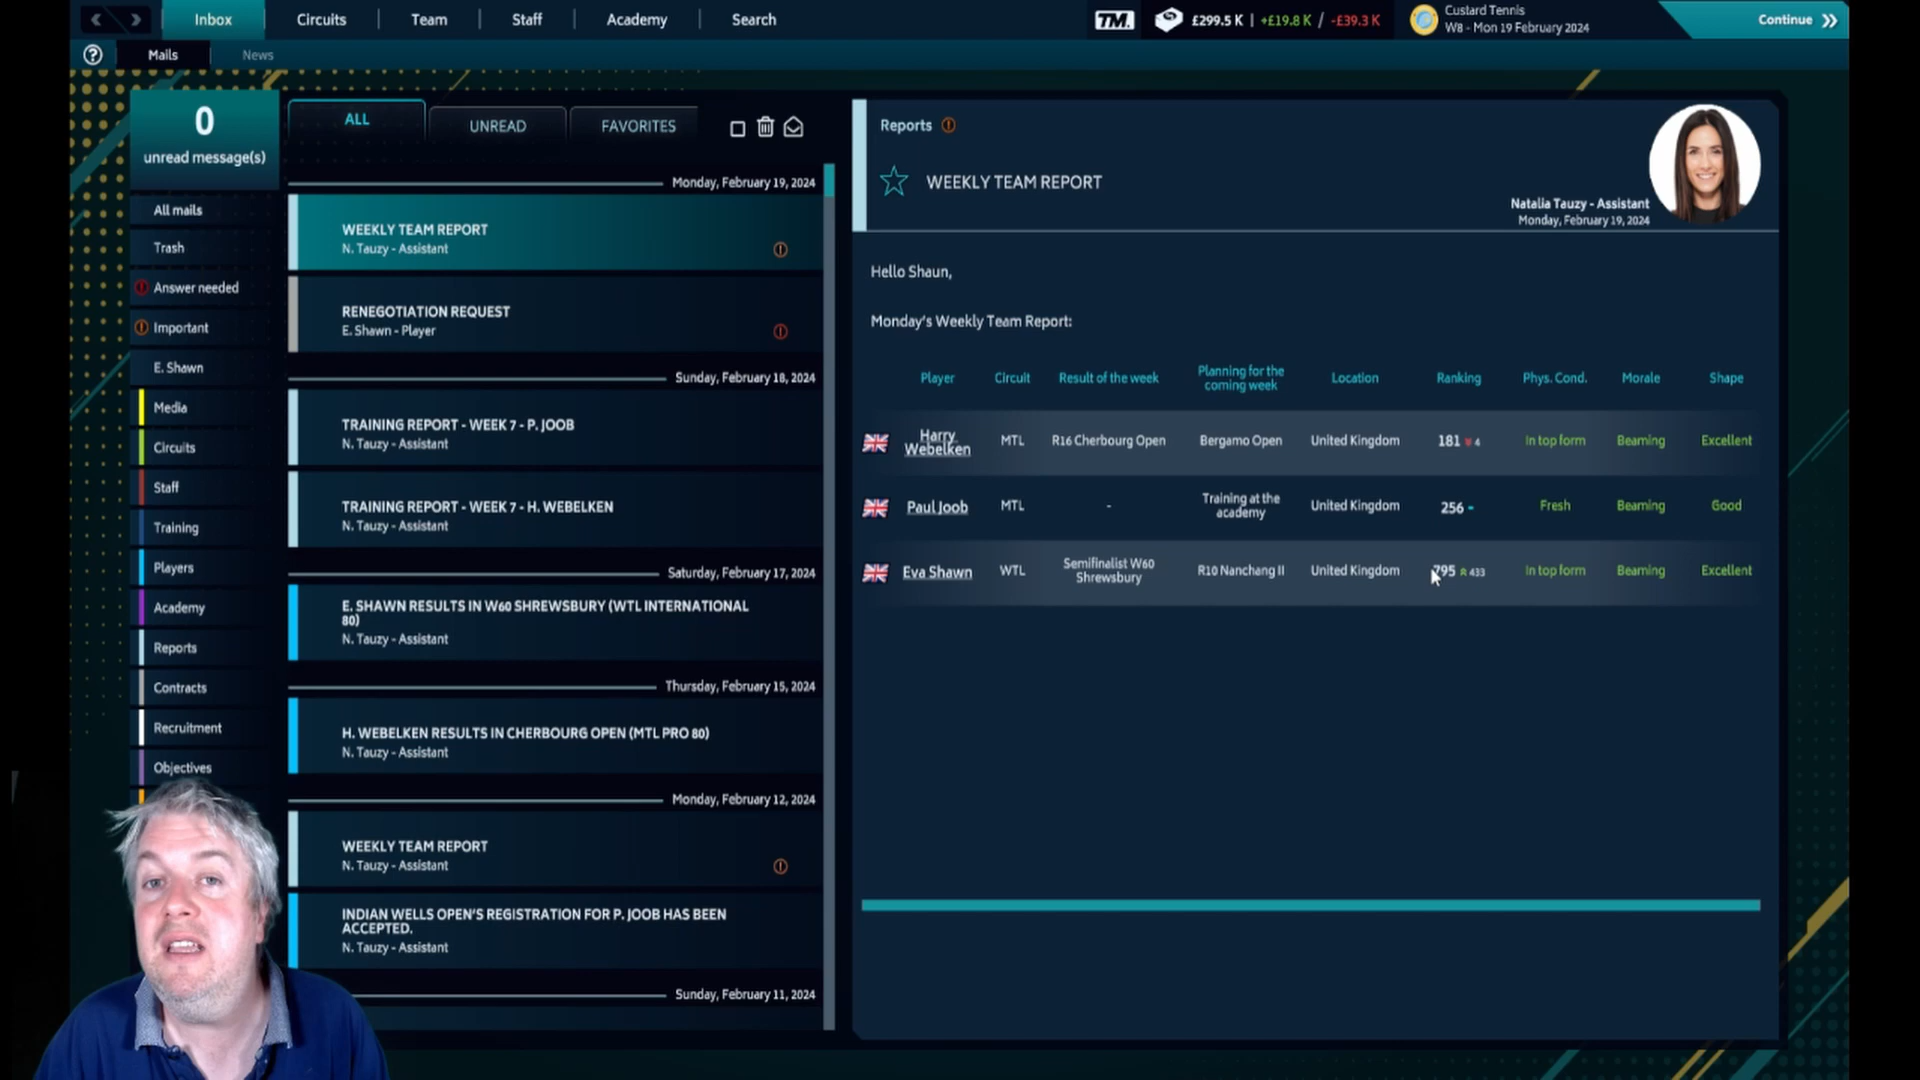 Inbox
Circuits
Team
Staff
Academy
Search
TM.
£299.5 K | +£19.8 K / -£39.3 K
Custard Tennis
W8 - Mon 19 February 2024
Continue
Mails
News
0
unread message(s)
All mails
Trash
Answer needed
Important
E. Shawn
Media
Circuits
Staff
Training
Players
Academy
Reports
Contracts
Recruitment
Objectives
ALL
UNREAD
FAVORITES
Monday, February 19, 2024
WEEKLY TEAM REPORT
N. Tauzy - Assistant
RENEGOTIATION REQUEST
E. Shawn - Player
Sunday, February 18, 2024
TRAINING REPORT - WEEK 7 - P. JOOB
N. Tauzy - Assistant
TRAINING REPORT - WEEK 7 - H. WEBELKEN
N. Tauzy - Assistant
Saturday, February 17, 2024
E. SHAWN RESULTS IN W60 SHREWSBURY (WTL INTERNATIONAL
80)
N. Tauzy - Assistant
Thursday, February 15, 2024
H. WEBELKEN RESULTS IN CHERBOURG OPEN (MTL PRO 80)
N. Tauzy - Assistant
Monday, February 12, 2024
WEEKLY TEAM REPORT
N. Tauzy - Assistant
INDIAN WELLS OPEN'S REGISTRATION FOR P. JOOB HAS BEEN
ACCEPTED.
N. Tauzy - Assistant
Sunday, February 11, 2024
Reports
WEEKLY TEAM REPORT
Natalia Tauzy - Assistant
Monday, February 19, 2024
Hello Shaun,
Monday's Weekly Team Report:
Player Circuit Result of the week Planning for the coming week Location Ranking Phys. Cond. Morale Shape
Harry Webelken MTL R16 Cherbourg Open Bergamo Open United Kingdom 181 4 In top form Beaming Excellent
Paul Joob MTL - Training at the academy United Kingdom 256 - Fresh Beaming Good
Eva Shawn WTL Semifinalist W60 Shrewsbury R10 Nanchang II United Kingdom 795 433 In top form Beaming Excellent